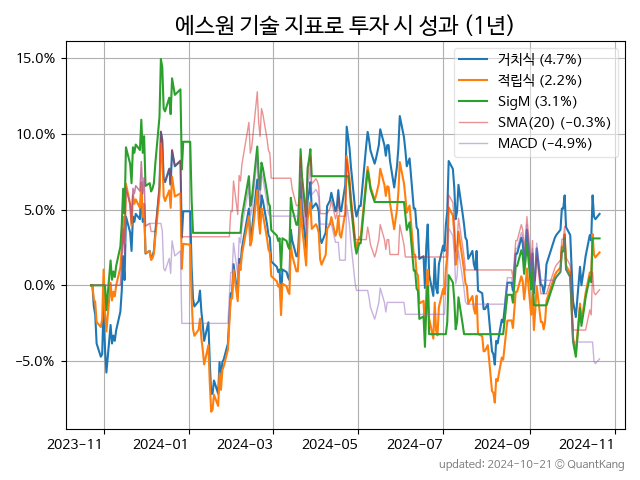 에스원 기술 지표로 투자 시 성과 (1년)
거치식 (4.7%)
적립식 (2.2%)
SigM (3.1%)
SMA(20) (−0.3%)
MACD (−4.9%)
15.0%
10.0%
5.0%
0.0%
−5.0%
2023-11 2024-01 2024-03 2024-05 2024-07 2024-09 2024-11
updated: 2024-10-21 © QuantKang